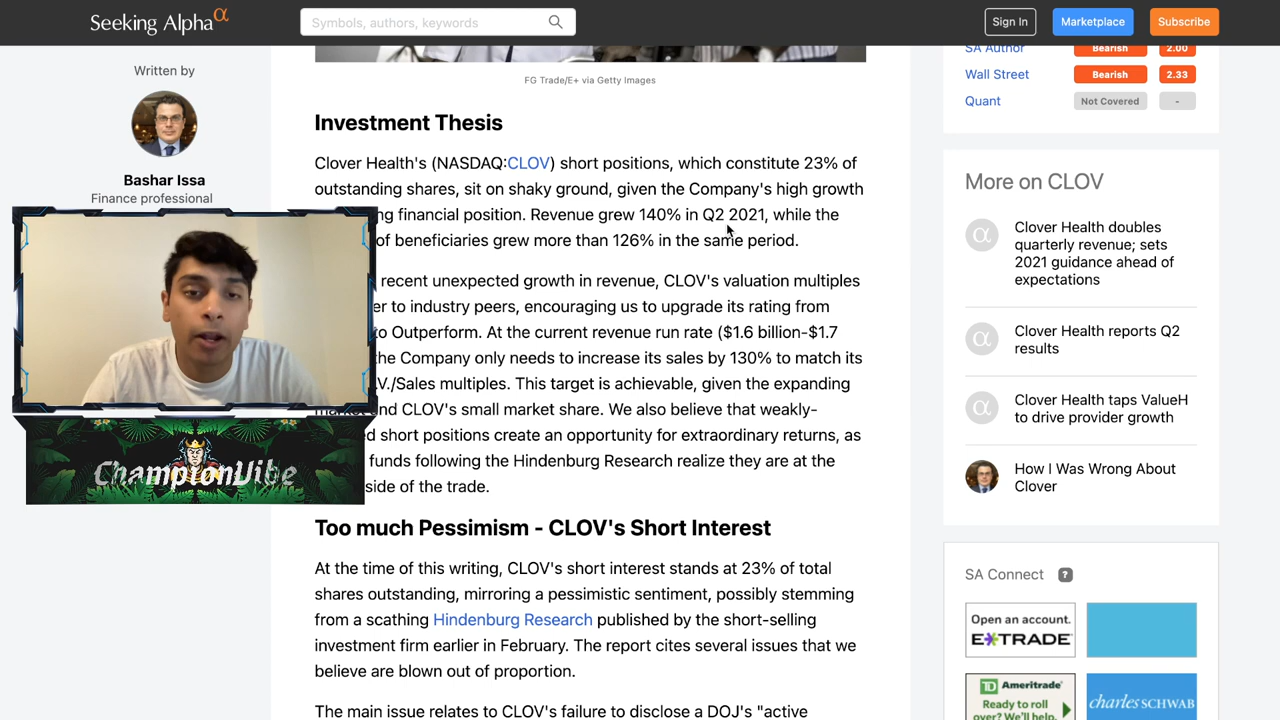 Seeking Alpha α
Symbols, authors, keywords
Sign In
Marketplace
Subscribe
Written by
Bashar Issa
Finance professional
FG Trade/E+ via Getty Images
Investment Thesis
Clover Health's (NASDAQ:CLOV) short positions, which constitute 23% of
outstanding shares, sit on shaky ground, given the Company's high growth
ng financial position. Revenue grew 140% in Q2 2021, while the
of beneficiaries grew more than 126% in the same period.
recent unexpected growth in revenue, CLOV's valuation multiples
er to industry peers, encouraging us to upgrade its rating from
to Outperform. At the current revenue run rate ($1.6 billion-$1.7
the Company only needs to increase its sales by 130% to match its
V./Sales multiples. This target is achievable, given the expanding
market and CLOV's small market share. We also believe that weakly-
d short positions create an opportunity for extraordinary returns, as
funds following the Hindenburg Research realize they are at the
side of the trade.
Too much Pessimism - CLOV's Short Interest
At the time of this writing, CLOV's short interest stands at 23% of total
shares outstanding, mirroring a pessimistic sentiment, possibly stemming
from a scathing Hindenburg Research published by the short-selling
investment firm earlier in February. The report cites several issues that we
believe are blown out of proportion.
The main issue relates to CLOV's failure to disclose a DOJ's "active
ChampionVibe
SA Author Bearish 2.00
Wall Street Bearish 2.33
Quant Not Covered -
More on CLOV
Clover Health doubles
quarterly revenue; sets
2021 guidance ahead of
expectations
Clover Health reports Q2
results
Clover Health taps ValueH
to drive provider growth
How I Was Wrong About
Clover
SA Connect ?
Open an account.
E*TRADE
TD Ameritrade
Ready to roll
over? We'll help.
charles SCHWAB